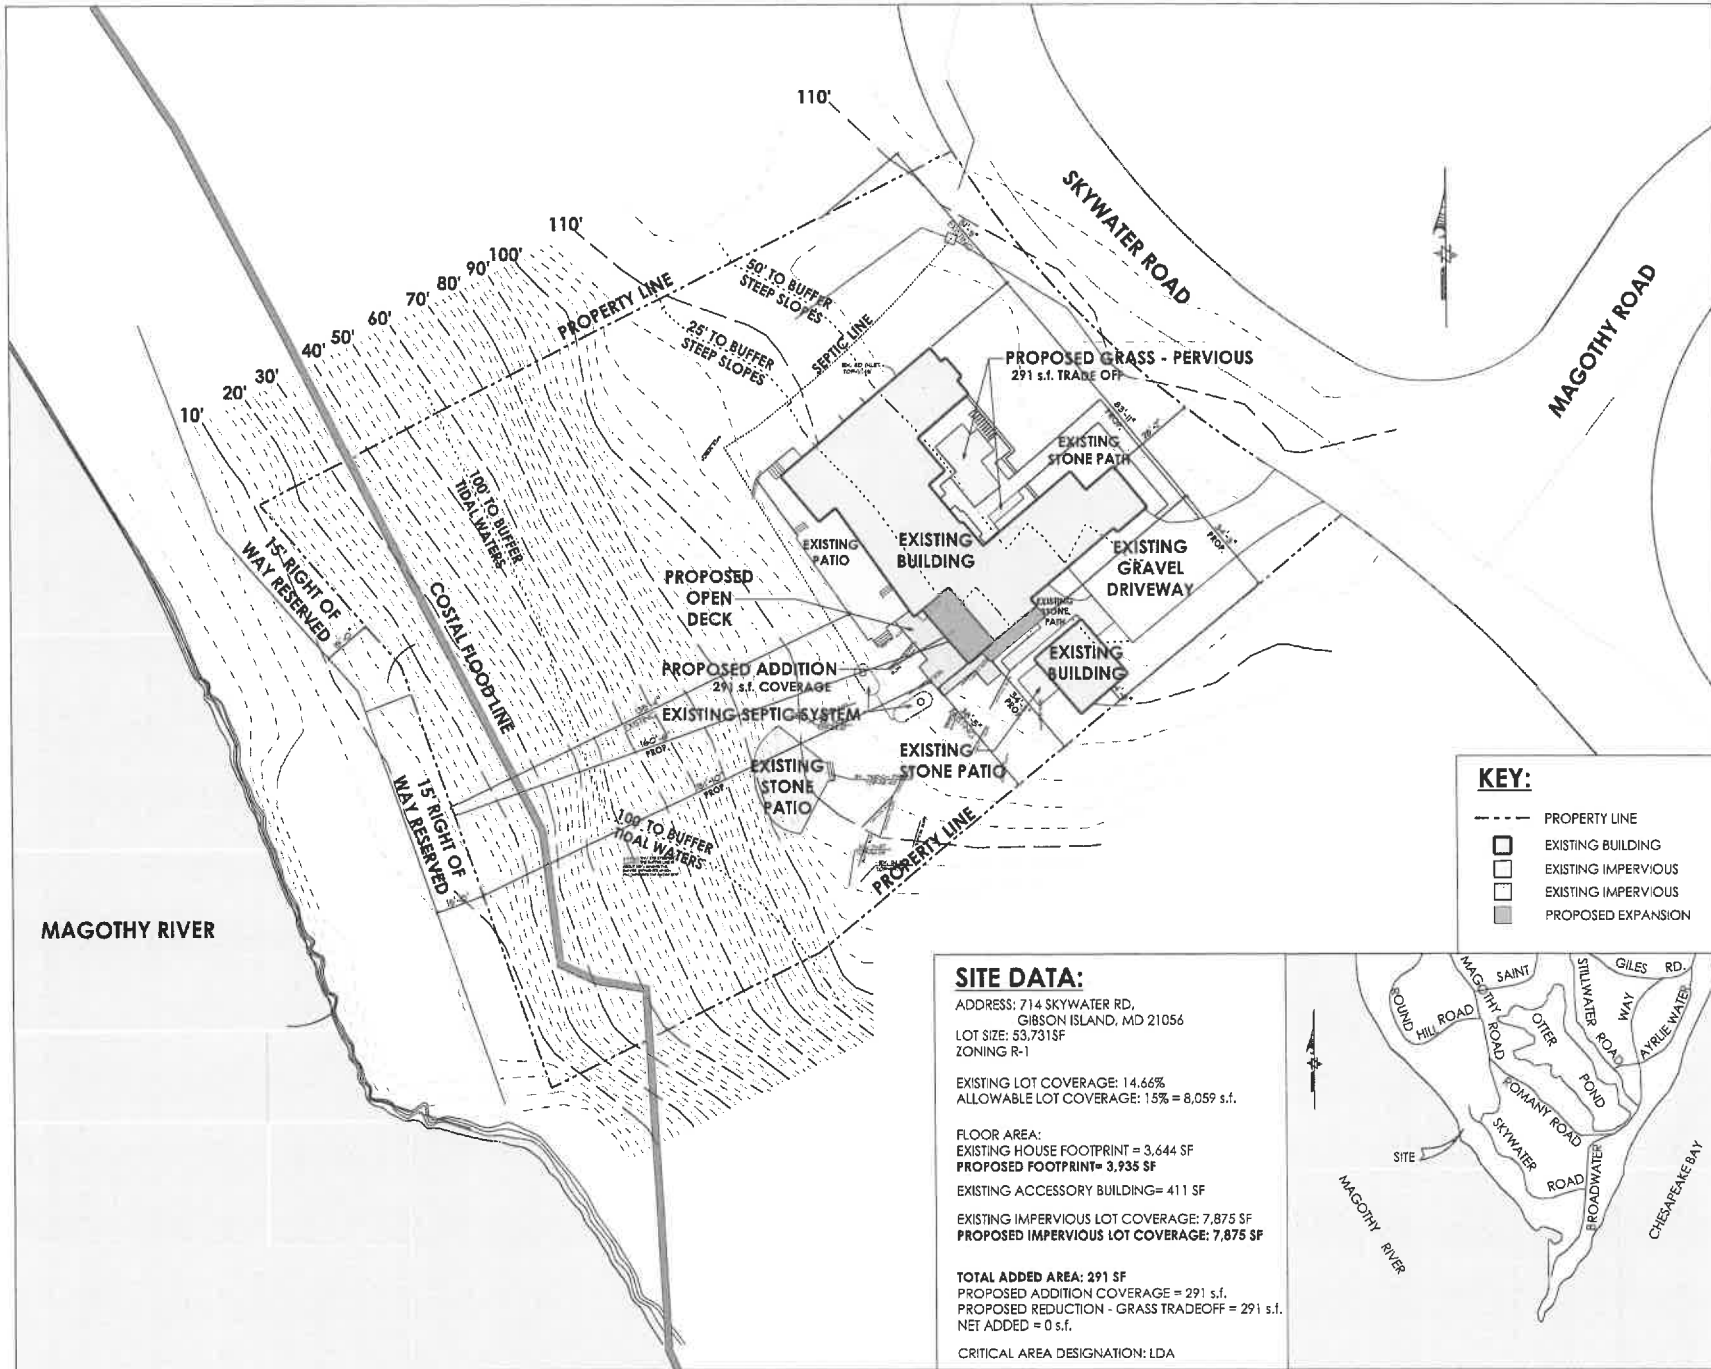 110'
SKYWATER ROAD
MAGOTHY ROAD
110'
100'
90'
80'
70'
60'
50'
40'
30'
20'
10'
PROPERTY LINE
50' TO BUFFER
STEEP SLOPES
25' TO BUFFER
STEEP SLOPES
SEPTIC LINE
PROPOSED GRASS - PERVIOUS
291 s.f. TRADE OFF
83'-11"
PROP.
EXISTING
STONE PATH
100' TO BUFFER
TIDAL WATERS
15' RIGHT OF
WAY RESERVED
COSTAL FLOOD LINE
EXISTING
PATIO
EXISTING
BUILDING
EXISTING
GRAVEL
DRIVEWAY
PROP.
PROPOSED
OPEN
DECK
EXISTING
STONE
PATH
EXISTING
BUILDING
PROPOSED ADDITION
291 s.f. COVERAGE
EXISTING SEPTIC SYSTEM
160'
PROP.
PROP.
EXISTING
STONE PATIO
EXISTING
STONE
PATIO
15' RIGHT OF
WAY RESERVED
100' TO BUFFER
TIDAL WATERS
PROPERTY LINE
MAGOTHY RIVER
KEY:
PROPERTY LINE
EXISTING BUILDING
EXISTING IMPERVIOUS
EXISTING IMPERVIOUS
PROPOSED EXPANSION
SITE DATA:
ADDRESS: 714 SKYWATER RD,
GIBSON ISLAND, MD 21056
LOT SIZE: 53,731SF
ZONING R-1
EXISTING LOT COVERAGE: 14.66%
ALLOWABLE LOT COVERAGE: 15% = 8,059 s.f.
FLOOR AREA:
EXISTING HOUSE FOOTPRINT = 3,644 SF
PROPOSED FOOTPRINT= 3,935 SF
EXISTING ACCESSORY BUILDING= 411 SF
EXISTING IMPERVIOUS LOT COVERAGE: 7,875 SF
PROPOSED IMPERVIOUS LOT COVERAGE: 7,875 SF
TOTAL ADDED AREA: 291 SF
PROPOSED ADDITION COVERAGE = 291 s.f.
PROPOSED REDUCTION - GRASS TRADEOFF = 291 s.f.
NET ADDED = 0 s.f.
CRITICAL AREA DESIGNATION: LDA
ROUND
HILL ROAD
MAGOTHY
ROAD
SAINT
STILLWATER
ROAD
GILES RD.
WAY
AYRLIE WATER
OTTER
POND
ROMANY ROAD
SKYWATER
ROAD
BROADWATER
SITE
MAGOTHY RIVER
CHESAPEAKE BAY